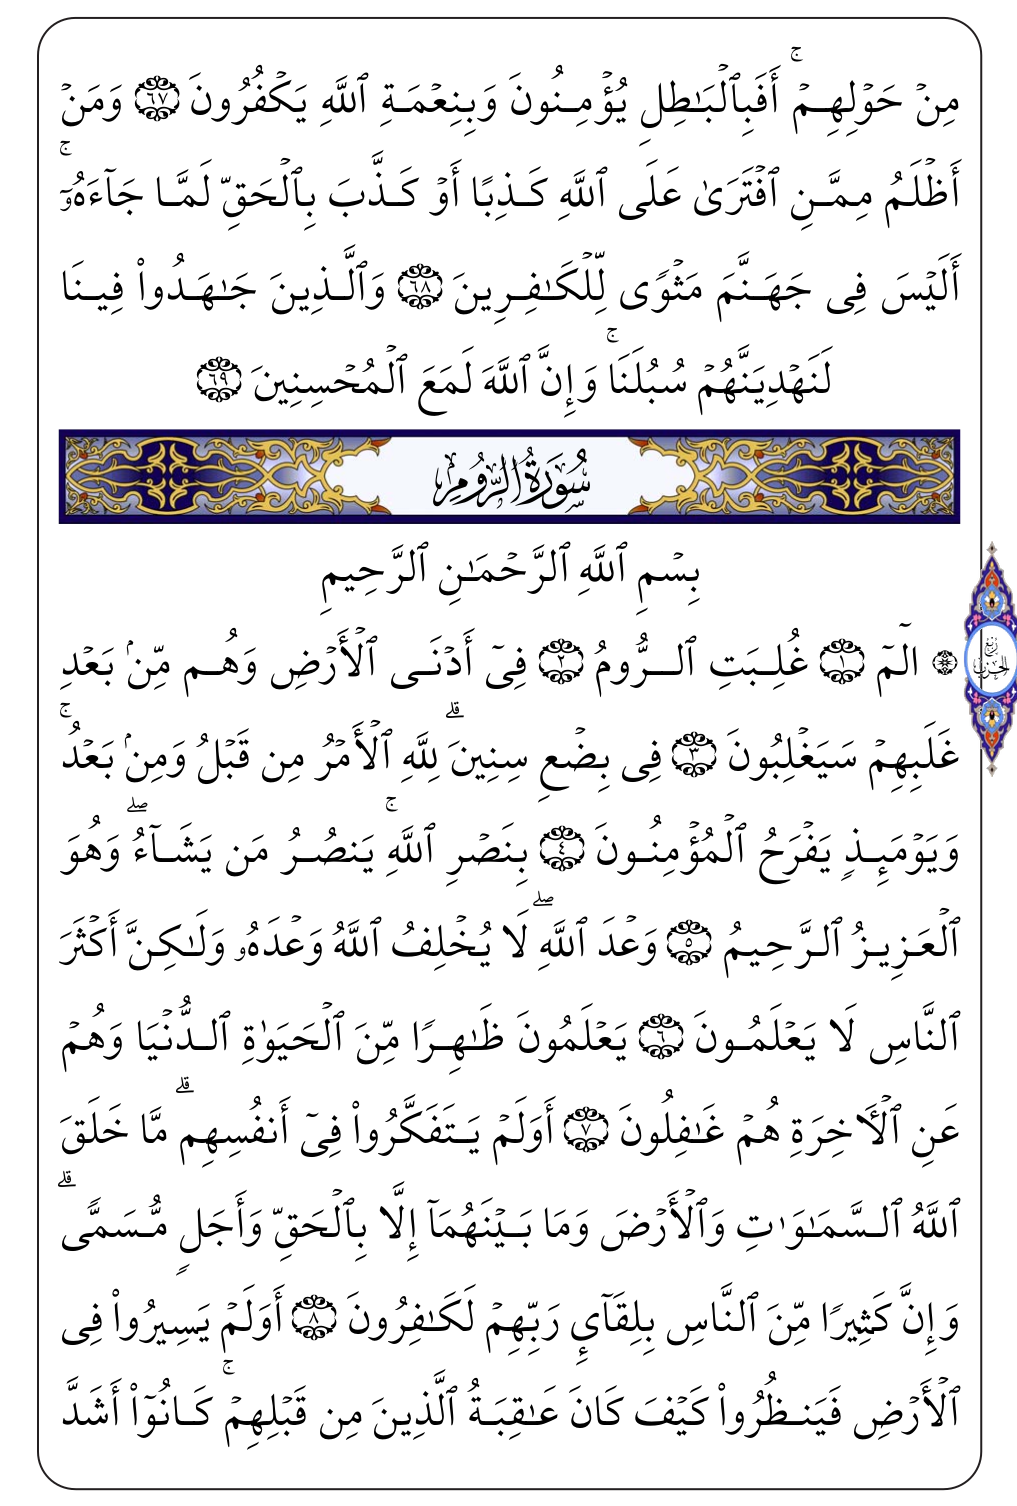 مِنْ حَوْلِهِمْ ۚ أَفَبِٱلْبَـٰطِلِ يُؤْمِنُونَ وَبِنِعْمَةِ ٱللَّهِ يَكْفُرُونَ ٦٧ وَمَنْ
أَظْلَمُ مِمَّنِ ٱفْتَرَىٰ عَلَى ٱللَّهِ كَذِبًا أَوْ كَذَّبَ بِٱلْحَقِّ لَمَّا جَآءَهُۥٓ ۚ
أَلَيْسَ فِى جَهَنَّمَ مَثْوًى لِّلْكَـٰفِرِينَ ٦٨ وَٱلَّذِينَ جَـٰهَدُوا۟ فِينَا
لَنَهْدِيَنَّهُمْ سُبُلَنَا ۚ وَإِنَّ ٱللَّهَ لَمَعَ ٱلْمُحْسِنِينَ ٦٩
سُورَةُ الرُّومِ
بِسْمِ ٱللَّهِ ٱلرَّحْمَـٰنِ ٱلرَّحِيمِ
۞ الٓمٓ ١ غُلِبَتِ ٱلرُّومُ ٢ فِىٓ أَدْنَى ٱلْأَرْضِ وَهُم مِّنۢ بَعْدِ
رُبْعُ الحِزْبِ
غَلَبِهِمْ سَيَغْلِبُونَ ٣ فِى بِضْعِ سِنِينَ ۗ لِلَّهِ ٱلْأَمْرُ مِن قَبْلُ وَمِنۢ بَعْدُ ۚ
وَيَوْمَئِذٍ يَفْرَحُ ٱلْمُؤْمِنُونَ ٤ بِنَصْرِ ٱللَّهِ ۚ يَنصُرُ مَن يَشَآءُ ۖ وَهُوَ
ٱلْعَزِيزُ ٱلرَّحِيمُ ٥ وَعْدَ ٱللَّهِ ۖ لَا يُخْلِفُ ٱللَّهُ وَعْدَهُۥ وَلَـٰكِنَّ أَكْثَرَ
ٱلنَّاسِ لَا يَعْلَمُونَ ٦ يَعْلَمُونَ ظَـٰهِرًا مِّنَ ٱلْحَيَوٰةِ ٱلدُّنْيَا وَهُمْ
عَنِ ٱلْـَٔاخِرَةِ هُمْ غَـٰفِلُونَ ٧ أَوَلَمْ يَتَفَكَّرُوا۟ فِىٓ أَنفُسِهِم ۗ مَّا خَلَقَ
ٱللَّهُ ٱلسَّمَـٰوَٰتِ وَٱلْأَرْضَ وَمَا بَيْنَهُمَآ إِلَّا بِٱلْحَقِّ وَأَجَلٍ مُّسَمًّى ۗ
وَإِنَّ كَثِيرًا مِّنَ ٱلنَّاسِ بِلِقَآئِ رَبِّهِمْ لَكَـٰفِرُونَ ٨ أَوَلَمْ يَسِيرُوا۟ فِى
ٱلْأَرْضِ فَيَنظُرُوا۟ كَيْفَ كَانَ عَـٰقِبَةُ ٱلَّذِينَ مِن قَبْلِهِمْ ۚ كَانُوٓا۟ أَشَدَّ